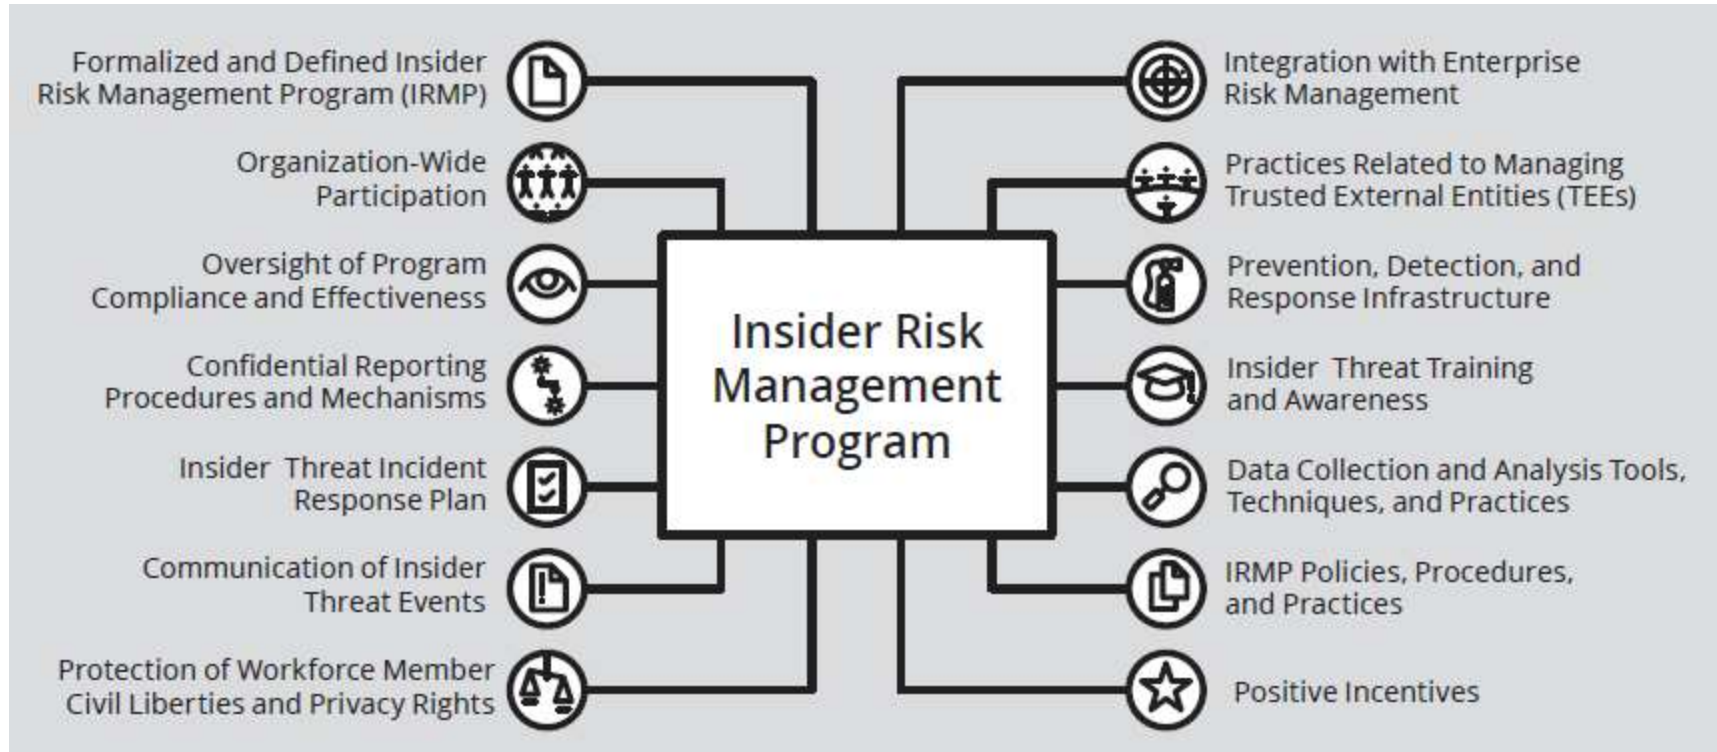 Formalized and Defined Insider
Risk Management Program (IRMP)
Organization-Wide
Participation
Oversight of Program
Compliance and Effectiveness
Confidential Reporting
Procedures and Mechanisms
Insider Threat Incident
Response Plan
Communication of Insider
Threat Events
Protection of Workforce Member
Civil Liberties and Privacy Rights
Insider Risk
Management
Program
Integration with Enterprise
Risk Management
Practices Related to Managing
Trusted External Entities (TEEs)
Prevention, Detection, and
Response Infrastructure
Insider Threat Training
and Awareness
Data Collection and Analysis Tools,
Techniques, and Practices
IRMP Policies, Procedures,
and Practices
Positive Incentives